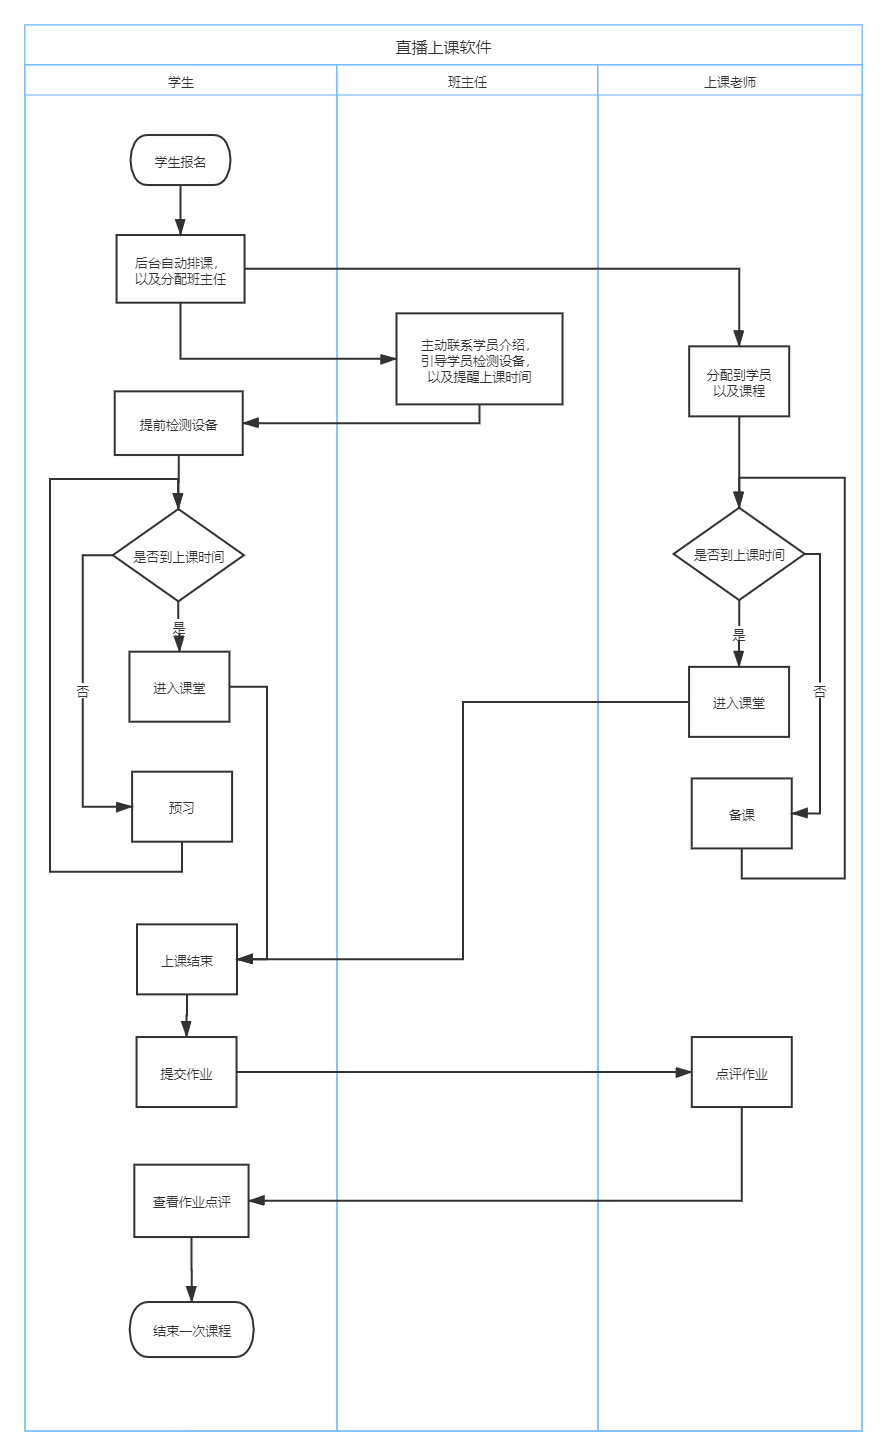 直播上课软件
学生
班主任
上课老师
学生报名
后台自动排课，
以及分配班主任
主动联系学员介绍，
引导学员检测设备，
以及提醒上课时间
分配到学员
以及课程
提前检测设备
是否到上课时间
是否到上课时间
是
是
进入课堂
否
否
进入课堂
预习
备课
上课结束
提交作业
点评作业
查看作业点评
结束一次课程